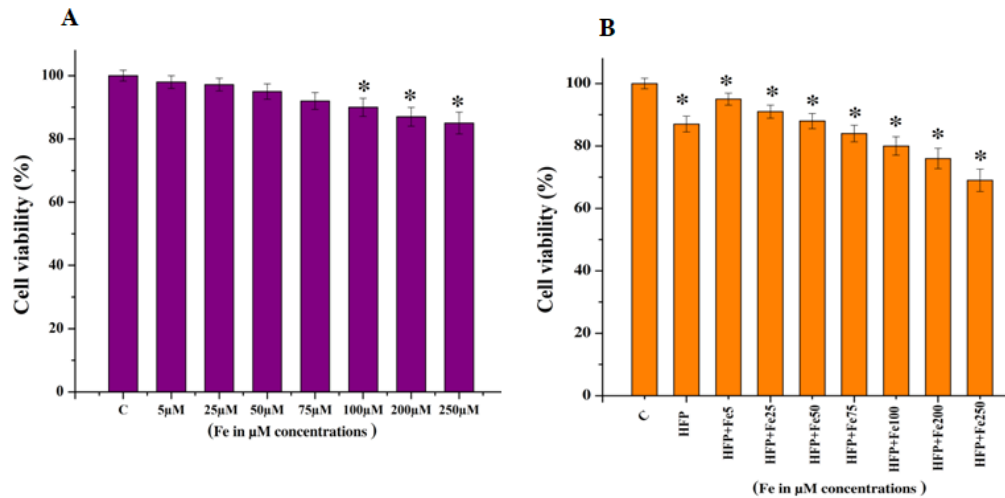 A
Cell viability (%)
100
80
60
40
20
0
* * *
C 5µM 25µM 50µM 75µM 100µM 200µM 250µM
(Fe in µM concentrations )
B
Cell viability (%)
100
80
60
40
20
0
* * * * * * * *
C HFP HFP+Fe5 HFP+Fe25 HFP+Fe50 HFP+Fe75 HFP+Fe100 HFP+Fe200 HFP+Fe250
(Fe in µM concentrations )